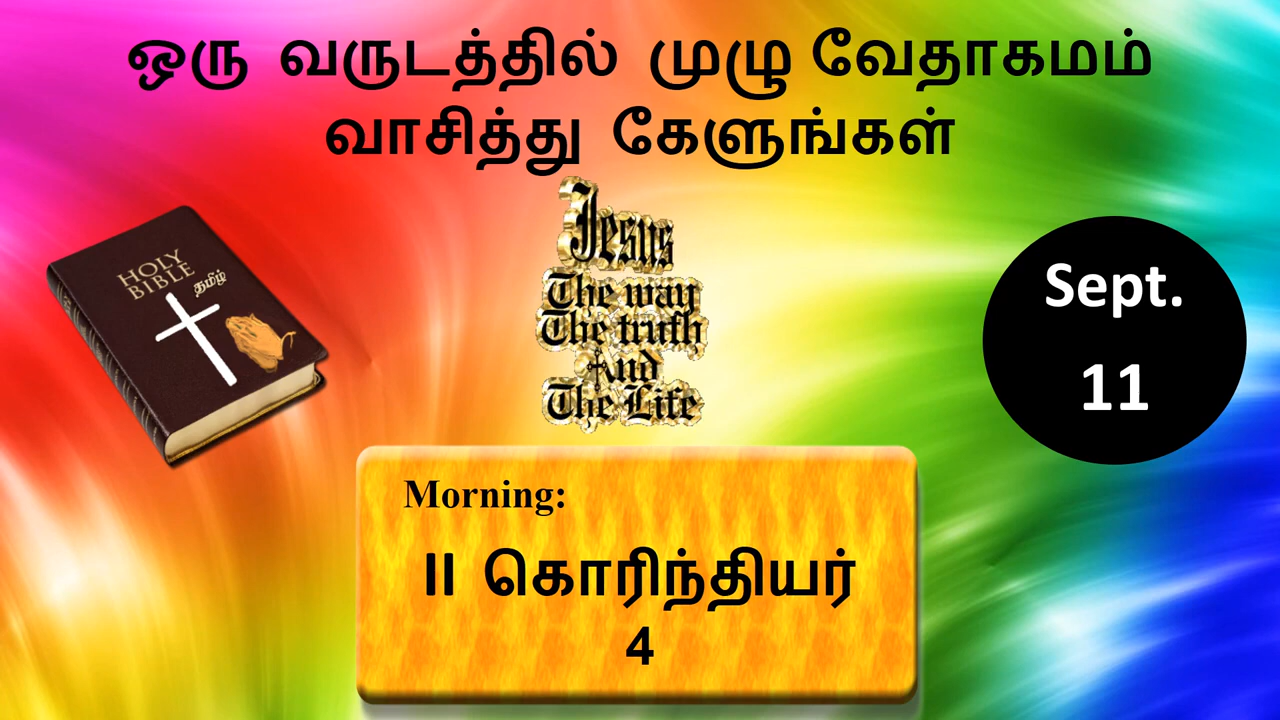 ஒரு வருடத்தில் முழு வேதாகமம்
வாசித்து கேளுங்கள்
HOLY
BIBLE
தமிழ்
Jesus
The way
The truth
And
The Life
Sept.
11
Morning:
II கொரிந்தியர்
4